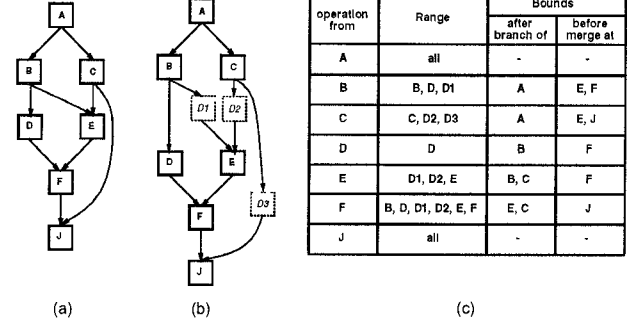 A
B
C
D
E
F
J
(a)
A
B
C
D1
D2
D
E
D3
F
J
(b)
operation from
Range
Bounds
after branch of
before merge at
A all - -
B B, D, D1 A E, F
C C, D2, D3 A E, J
D D B F
E D1, D2, E B, C F
F B, D, D1, D2, E, F E, C J
J all - -
(c)